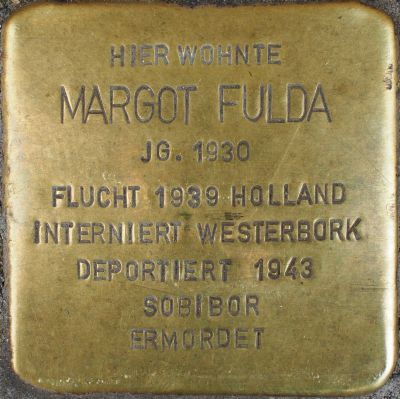 HIER WOHNTE
MARGOT FULDA
JG. 1930
FLUCHT 1939 HOLLAND
INTERNIERT WESTERBORK
DEPORTIERT 1943
SOBIBOR
ERMORDET